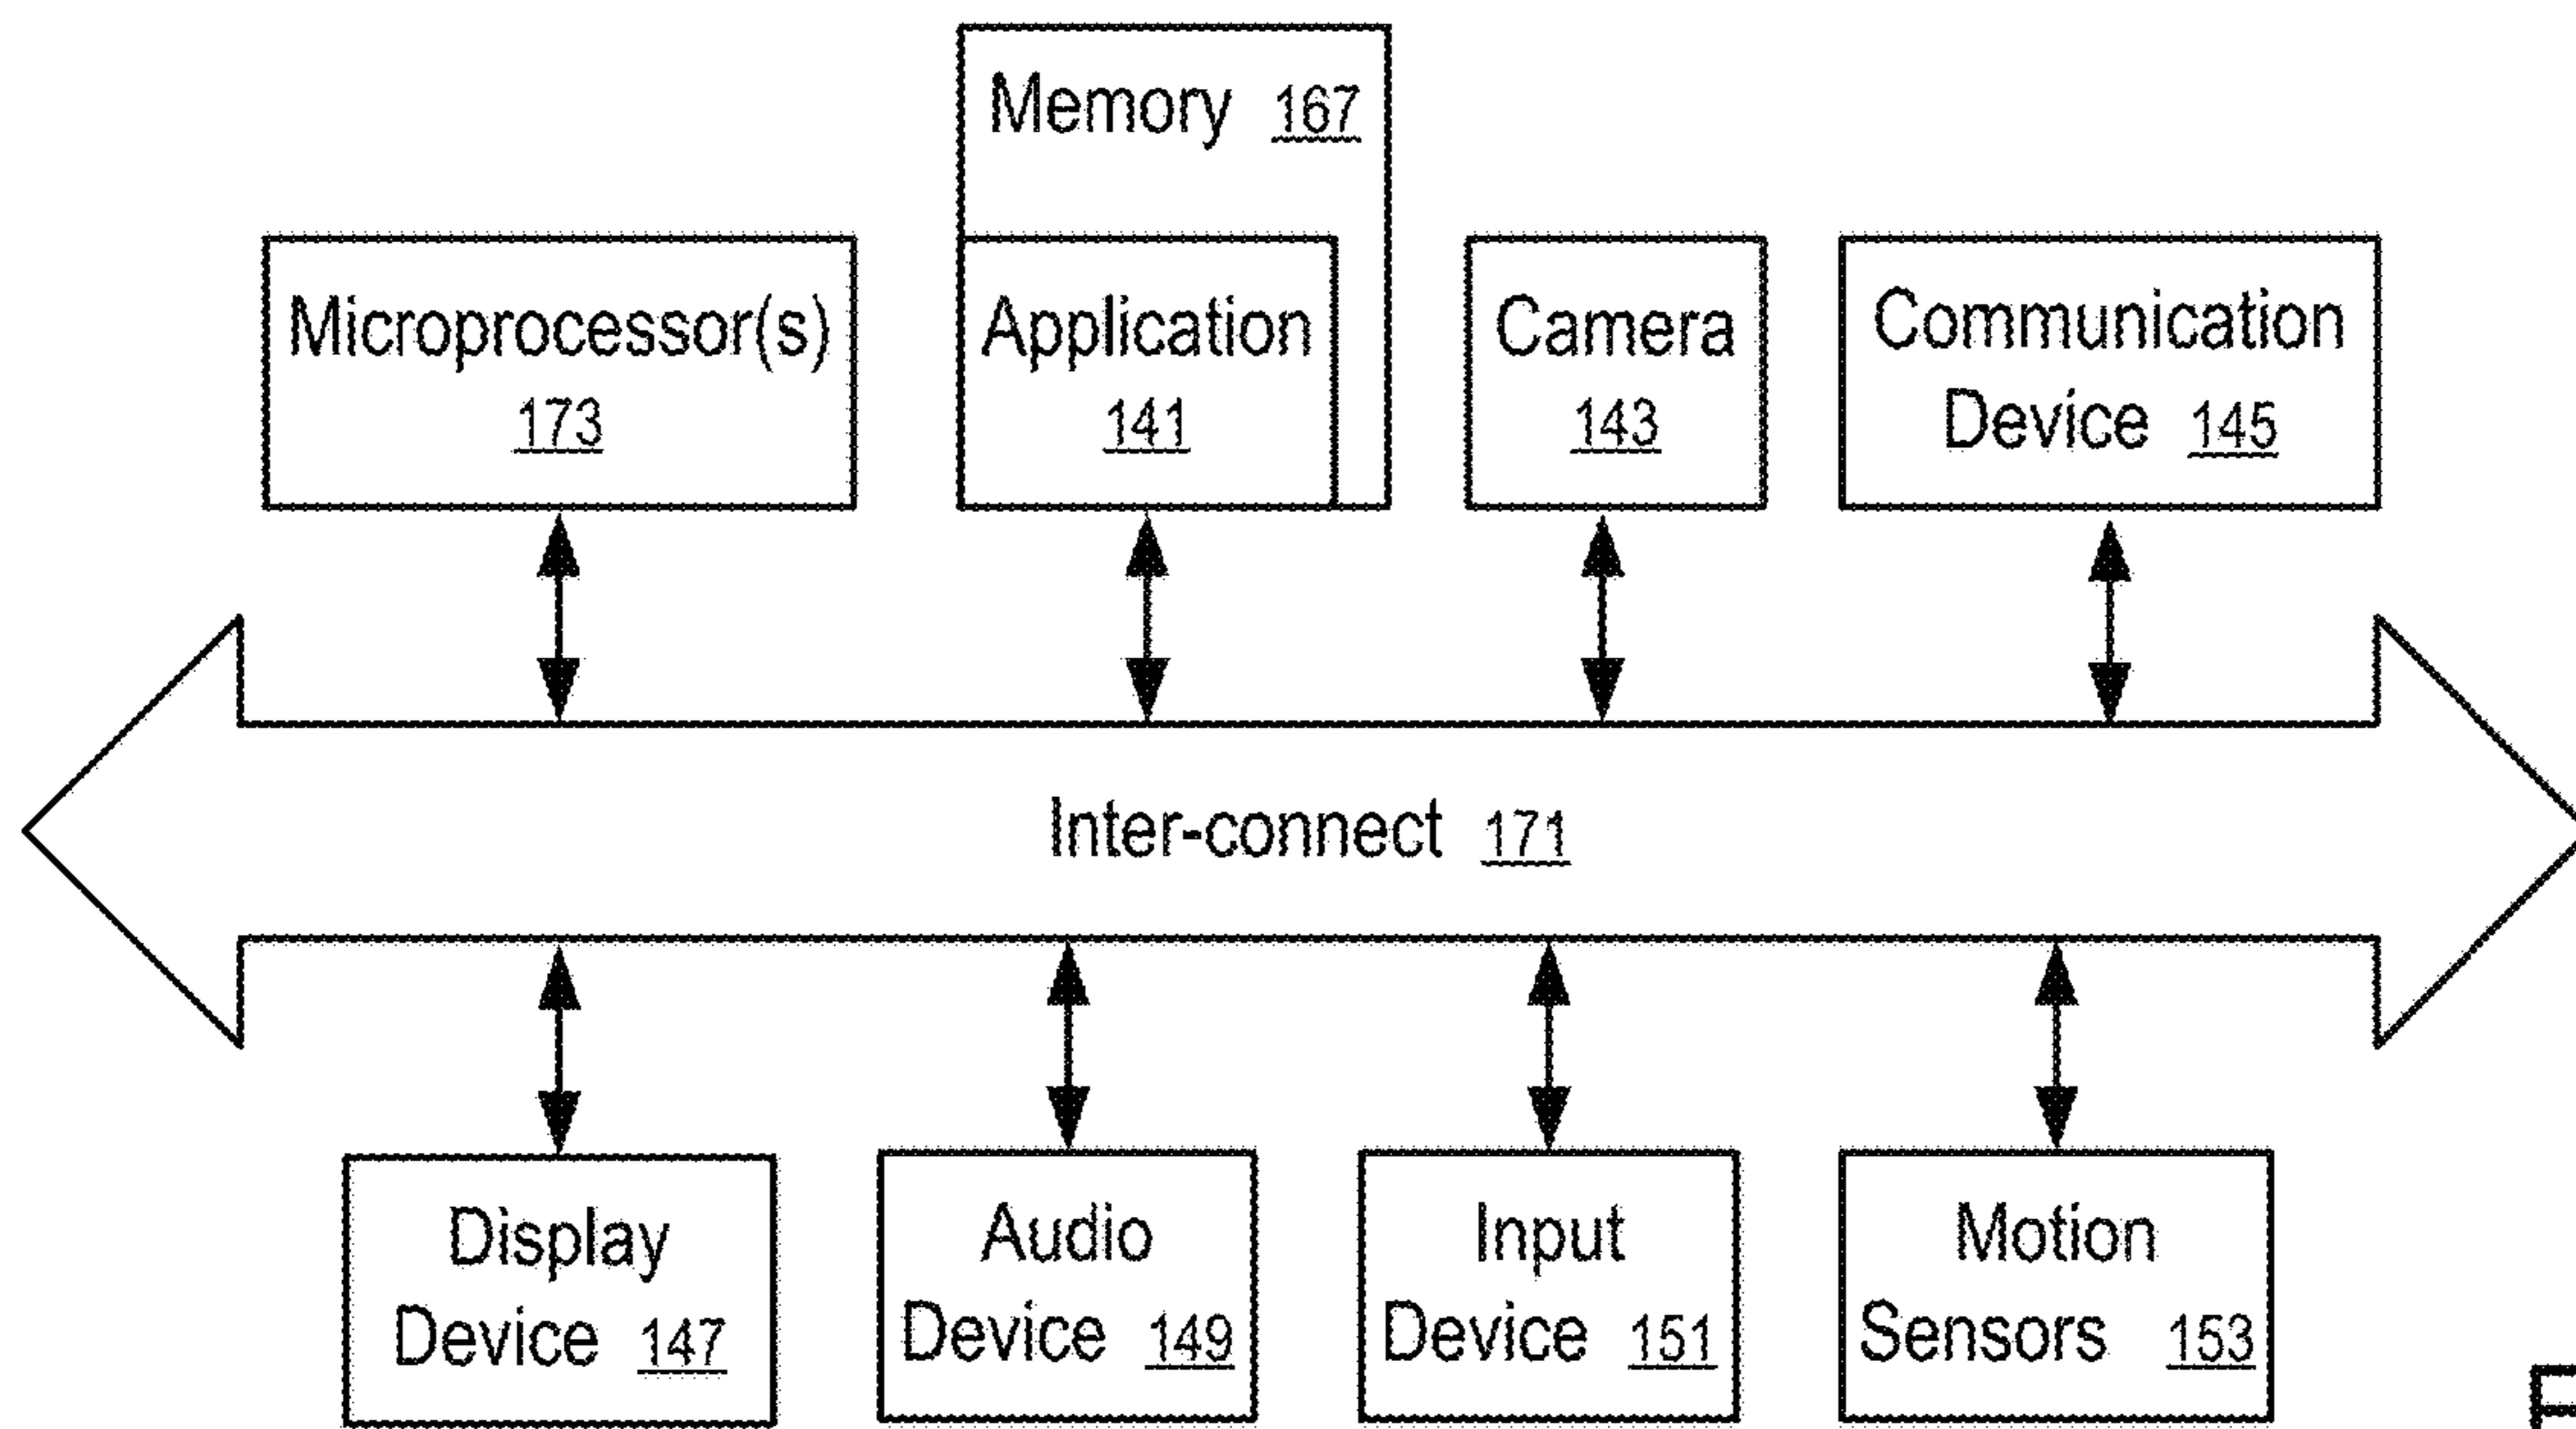 Memory 167
Microprocessor(s)
173
Application
141
Camera
143
Communication
Device 145
Inter-connect 171
Display
Device 147
Audio
Device 149
Input
Device 151
Motion
Sensors 153